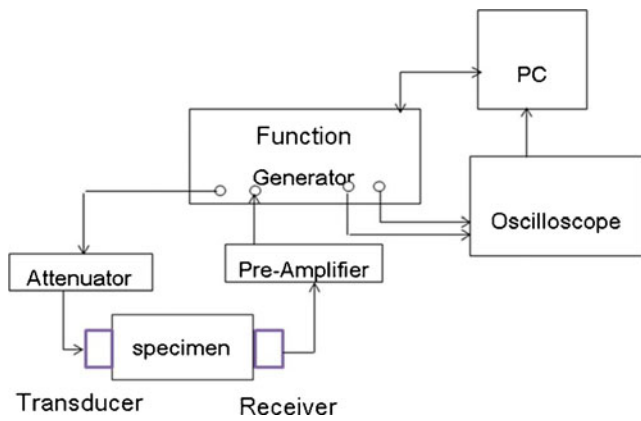 PC
Function
Generator
Oscilloscope
Attenuator
Pre-Amplifier
specimen
Transducer
Receiver